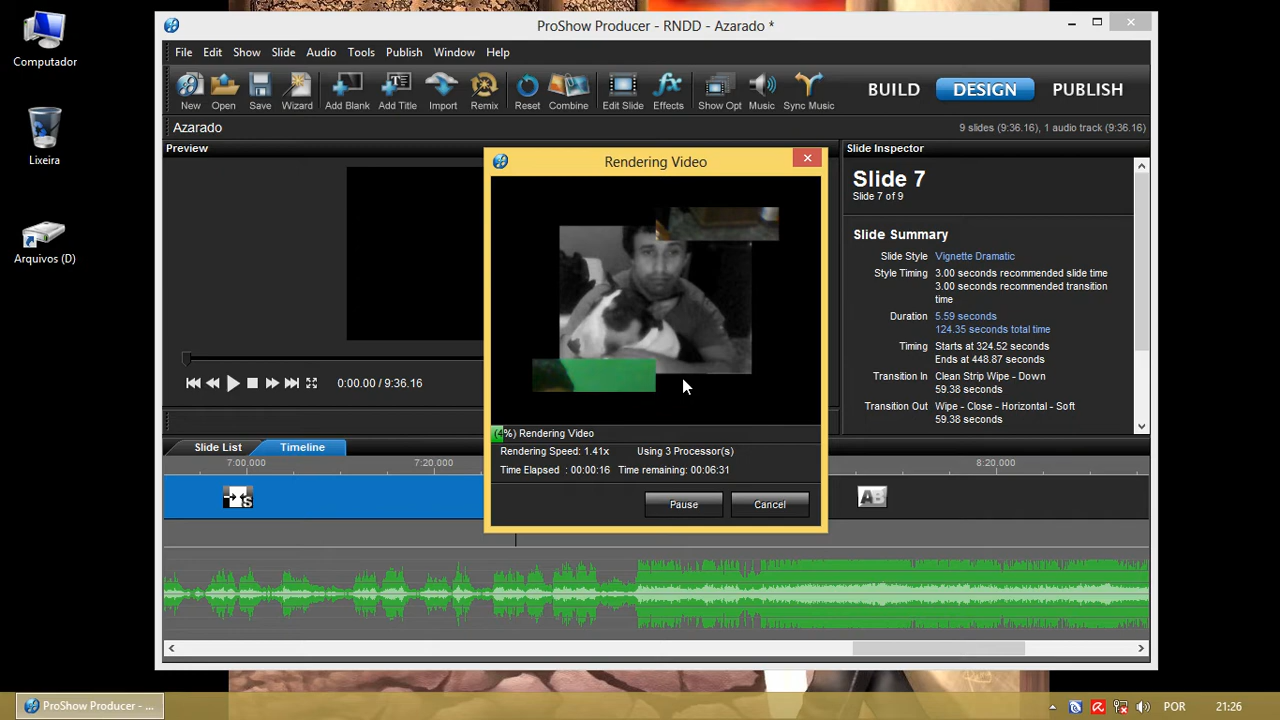 Computador
Lixeira
Arquivos (D)
ProShow Producer - RNDD - Azarado *
File Edit Show Slide Audio Tools Publish Window Help
New Open Save Wizard Add Blank Add Title Import Remix Reset Combine Edit Slide Effects Show Opt Music Sync Music
BUILD DESIGN PUBLISH
Azarado
9 slides (9:36.16), 1 audio track (9:36.16)
Preview
0:00.00 / 9:36.16
Rendering Video
(4%) Rendering Video
Rendering Speed: 1.41x Using 3 Processor(s)
Time Elapsed : 00:00:16 Time remaining: 00:06:31
Pause Cancel
Slide Inspector
Slide 7
Slide 7 of 9
Slide Summary
Slide Style Vignette Dramatic
Style Timing 3.00 seconds recommended slide time
3.00 seconds recommended transition
time
Duration 5.59 seconds
124.35 seconds total time
Timing Starts at 324.52 seconds
Ends at 448.87 seconds
Transition In Clean Strip Wipe - Down
59.38 seconds
Transition Out Wipe - Close - Horizontal - Soft
59.38 seconds
Slide List Timeline
7:00.000 7:20.000 8:20.000
S AB
ProShow Producer - ...
POR 21:26